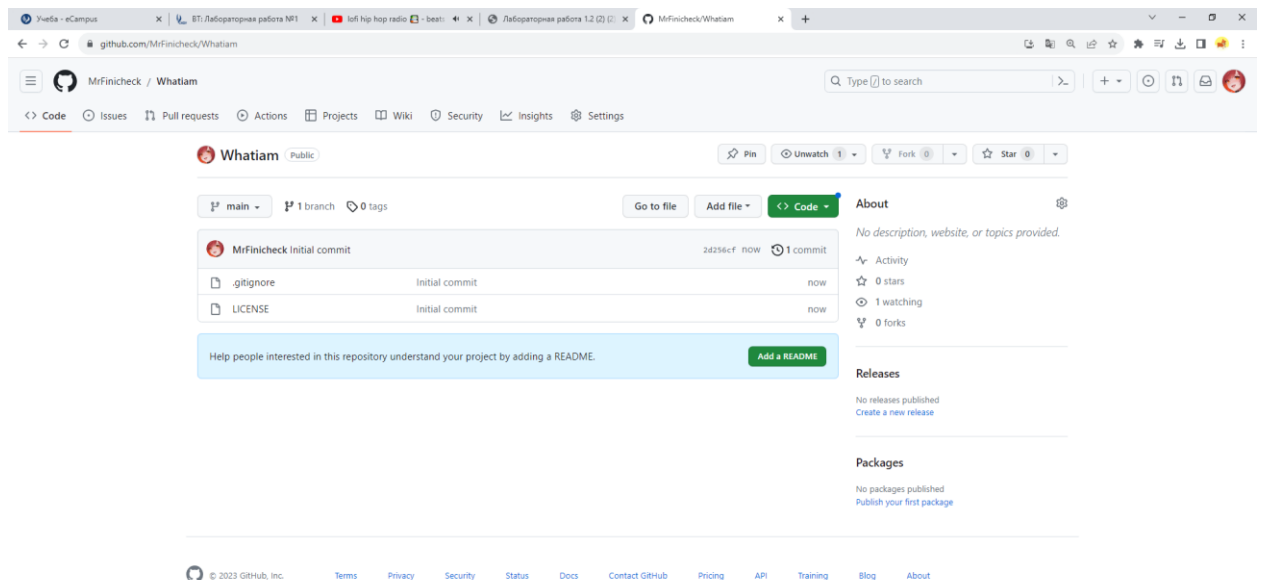 Учеба - eCampus
ВТ: Лабораторная работа №1
lofi hip hop radio - beats
Лабораторная работа 1.2 (2) (2)
MrFinicheck/Whatiam
github.com/MrFinicheck/Whatiam
MrFinicheck / Whatiam
Type / to search
Code Issues Pull requests Actions Projects Wiki Security Insights Settings
Whatiam Public
Pin Unwatch 1 Fork 0 Star 0
main 1 branch 0 tags
Go to file Add file Code
MrFinicheck Initial commit 2d256cf now 1 commit
.gitignore Initial commit now
LICENSE Initial commit now
Help people interested in this repository understand your project by adding a README.
Add a README
About
No description, website, or topics provided.
Activity
0 stars
1 watching
0 forks
Releases
No releases published
Create a new release
Packages
No packages published
Publish your first package
© 2023 GitHub, Inc. Terms Privacy Security Status Docs Contact GitHub Pricing API Training Blog About